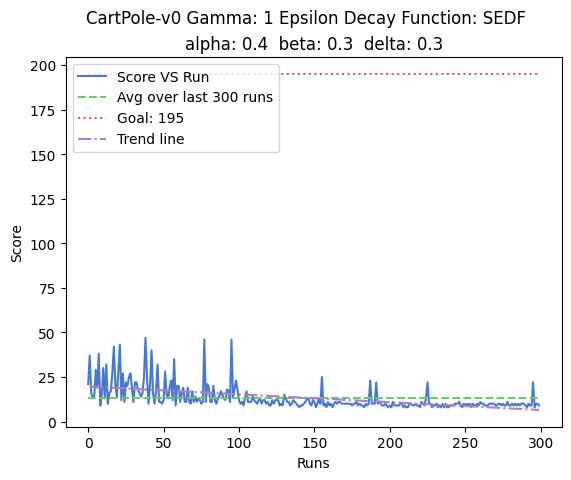 CartPole-v0 Gamma: 1 Epsilon Decay Function: SEDF
alpha: 0.4  beta: 0.3  delta: 0.3
200
175
150
125
100
75
50
25
0
Score
Score VS Run
Avg over last 300 runs
Goal: 195
Trend line
0 50 100 150 200 250 300
Runs